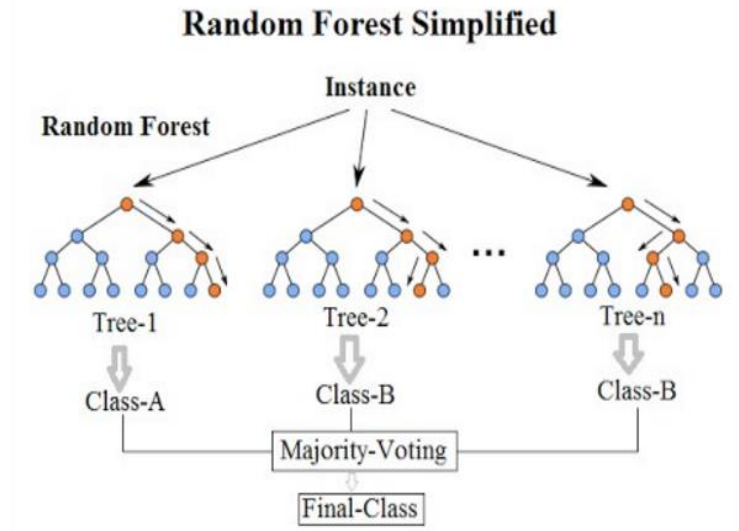 Random Forest Simplified
Instance
Random Forest
...
Tree-1
Tree-2
Tree-n
Class-A
Class-B
Class-B
Majority-Voting
Final-Class